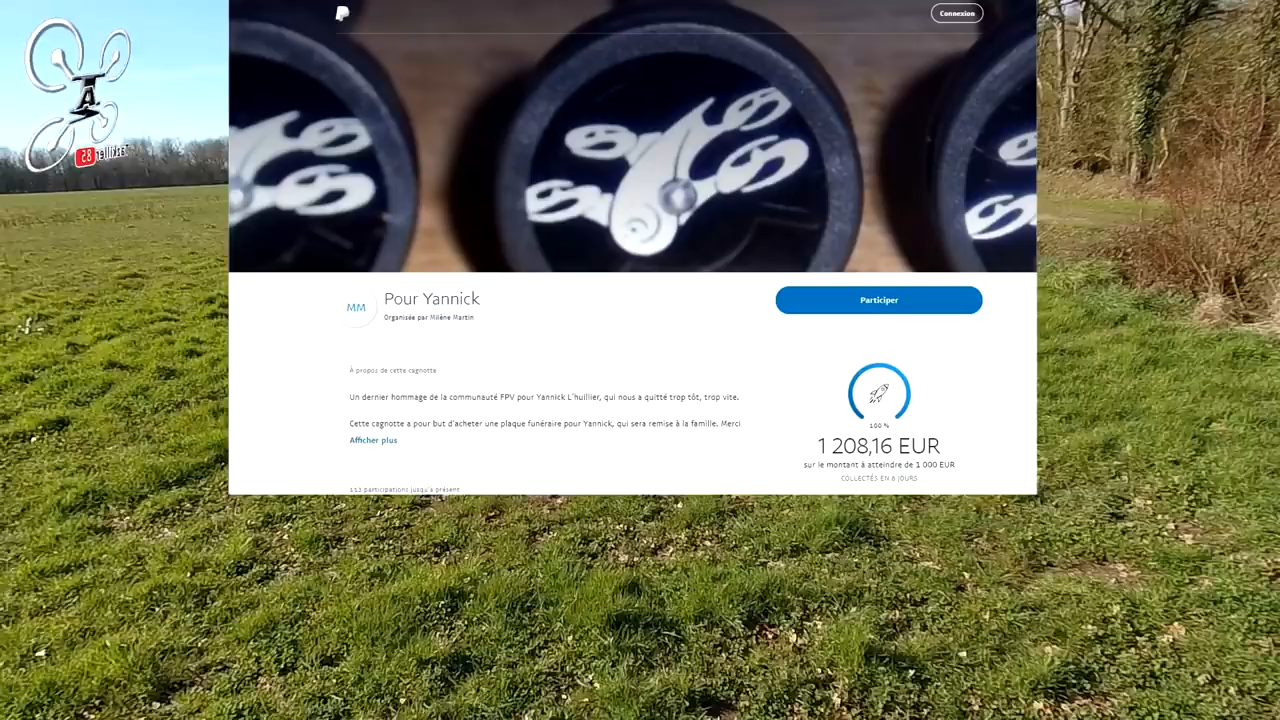 Connexion
MM
Pour Yannick
Organisée par Milène Martin
Participer
À propos de cette cagnotte
Un dernier hommage de la communauté FPV pour Yannick L'huillier, qui nous a quitté trop tôt, trop vite.
Cette cagnotte a pour but d'acheter une plaque funéraire pour Yannick, qui sera remise à la famille. Merci
Afficher plus
113 participations jusqu'à présent
100 %
1 208,16 EUR
sur le montant à atteindre de 1 000 EUR
COLLECTÉS EN 6 JOURS